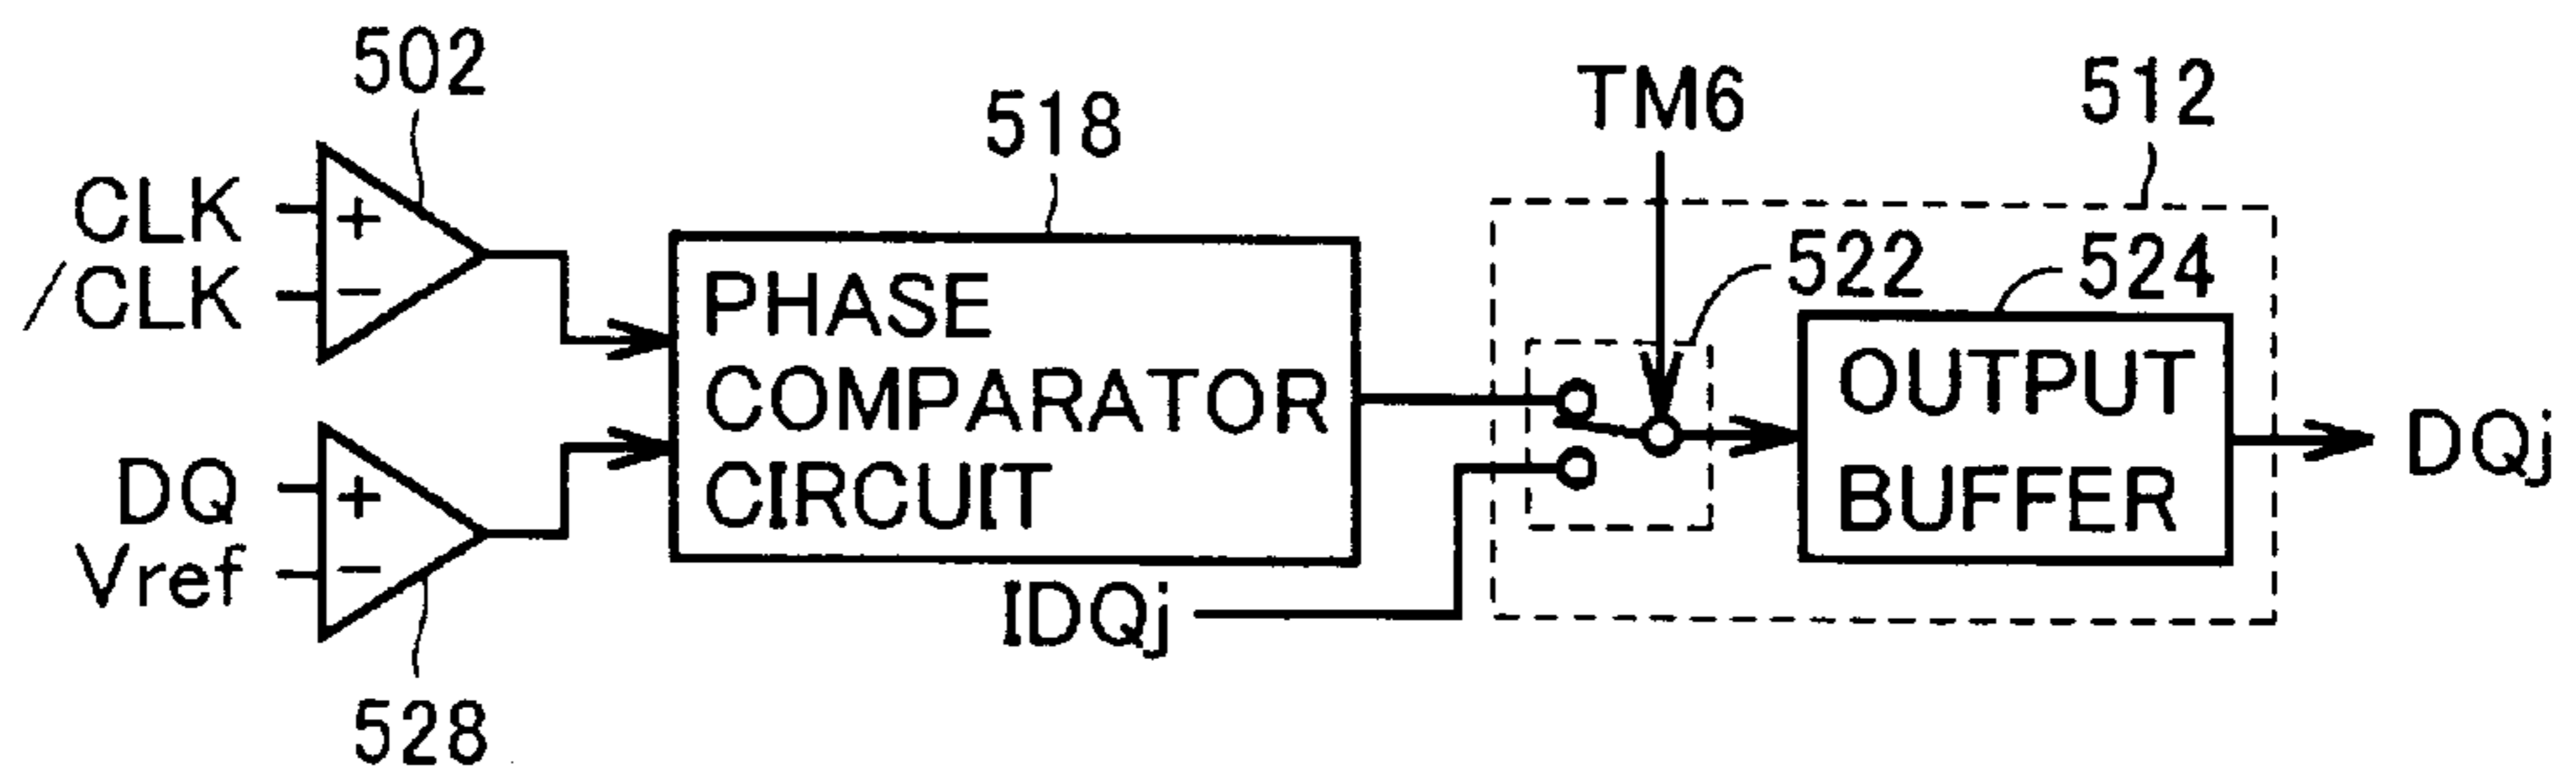 502
CLK
/CLK
DQ
Vref
528
518
PHASE
COMPARATOR
CIRCUIT
IDQj
TM6
512
522
524
OUTPUT
BUFFER
DQj